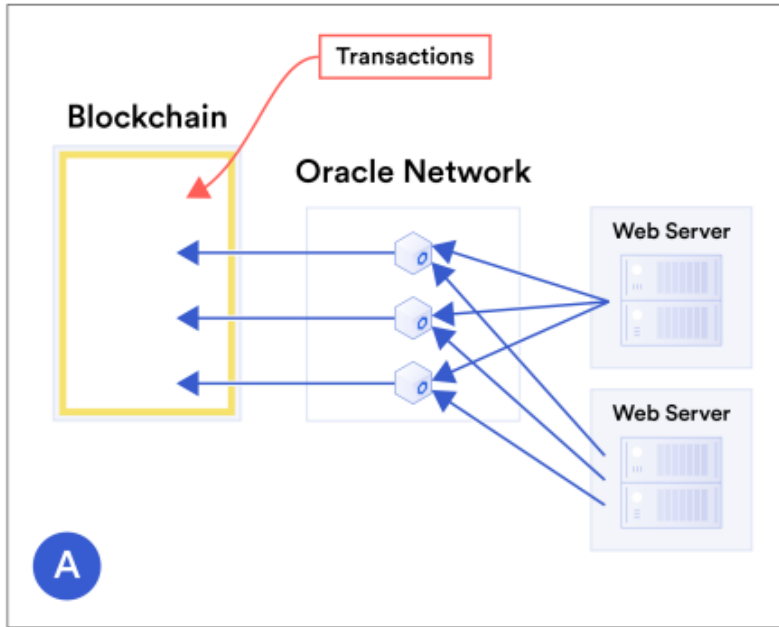 Transactions
Blockchain
Oracle Network
Web Server
Web Server
A